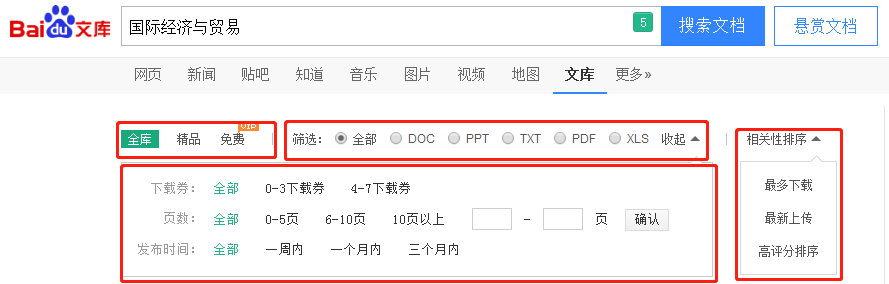 Bai du 文库 国际经济与贸易 5 搜索文档 悬赏文档
网页 新闻 贴吧 知道 音乐 图片 视频 地图 文库 更多»
全库 精品 免费 VIP | 筛选: 全部 DOC PPT TXT PDF XLS 收起 | 相关性排序
下载券: 全部 0-3下载券 4-7下载券
最多下载
页数: 全部 0-5页 6-10页 10页以上 - 页 确认
最新上传
发布时间: 全部 一周内 一个月内 三个月内
高评分排序